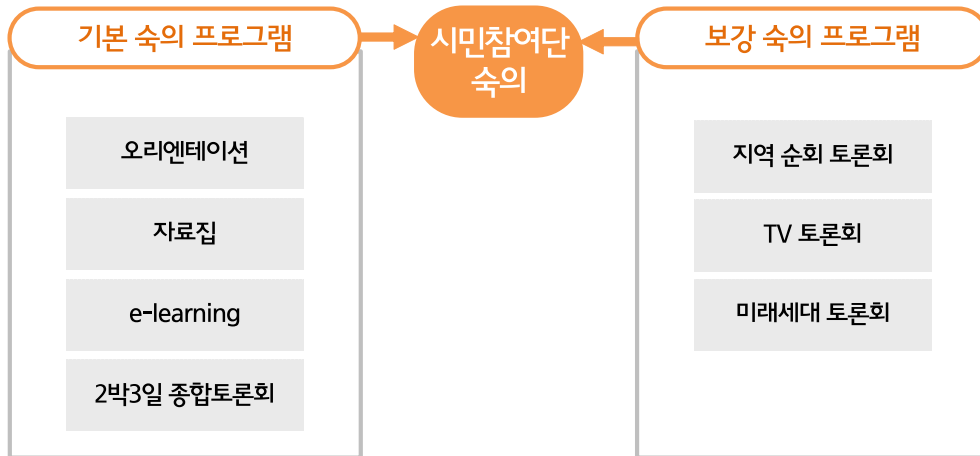 기본 숙의 프로그램
시민참여단
숙의
보강 숙의 프로그램
오리엔테이션
자료집
e-learning
2박3일 종합토론회
지역 순회 토론회
TV 토론회
미래세대 토론회